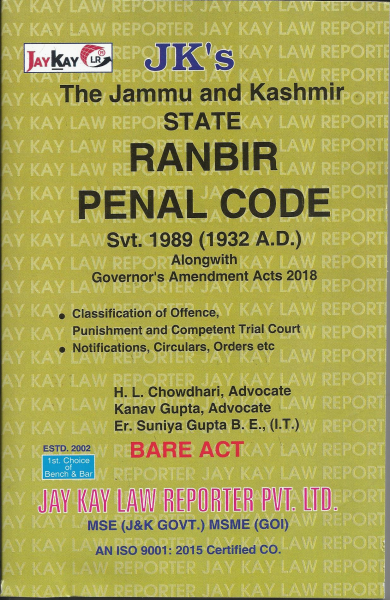 JAYKAY LR ®
JK's
The Jammu and Kashmir
STATE
RANBIR
PENAL CODE
Svt. 1989 (1932 A.D.)
Alongwith
Governor's Amendment Acts 2018
• Classification of Offence,
Punishment and Competent Trial Court
• Notifications, Circulars, Orders etc
H. L. Chowdhari, Advocate
Kanav Gupta, Advocate
Er. Suniya Gupta B. E., (I.T.)
ESTD. 2002
1st. Choice
of
Bench & Bar
BARE ACT
JAY KAY LAW REPORTER PVT. LTD.
MSE (J&K GOVT.) MSME (GOI)
AN ISO 9001: 2015 Certified CO.